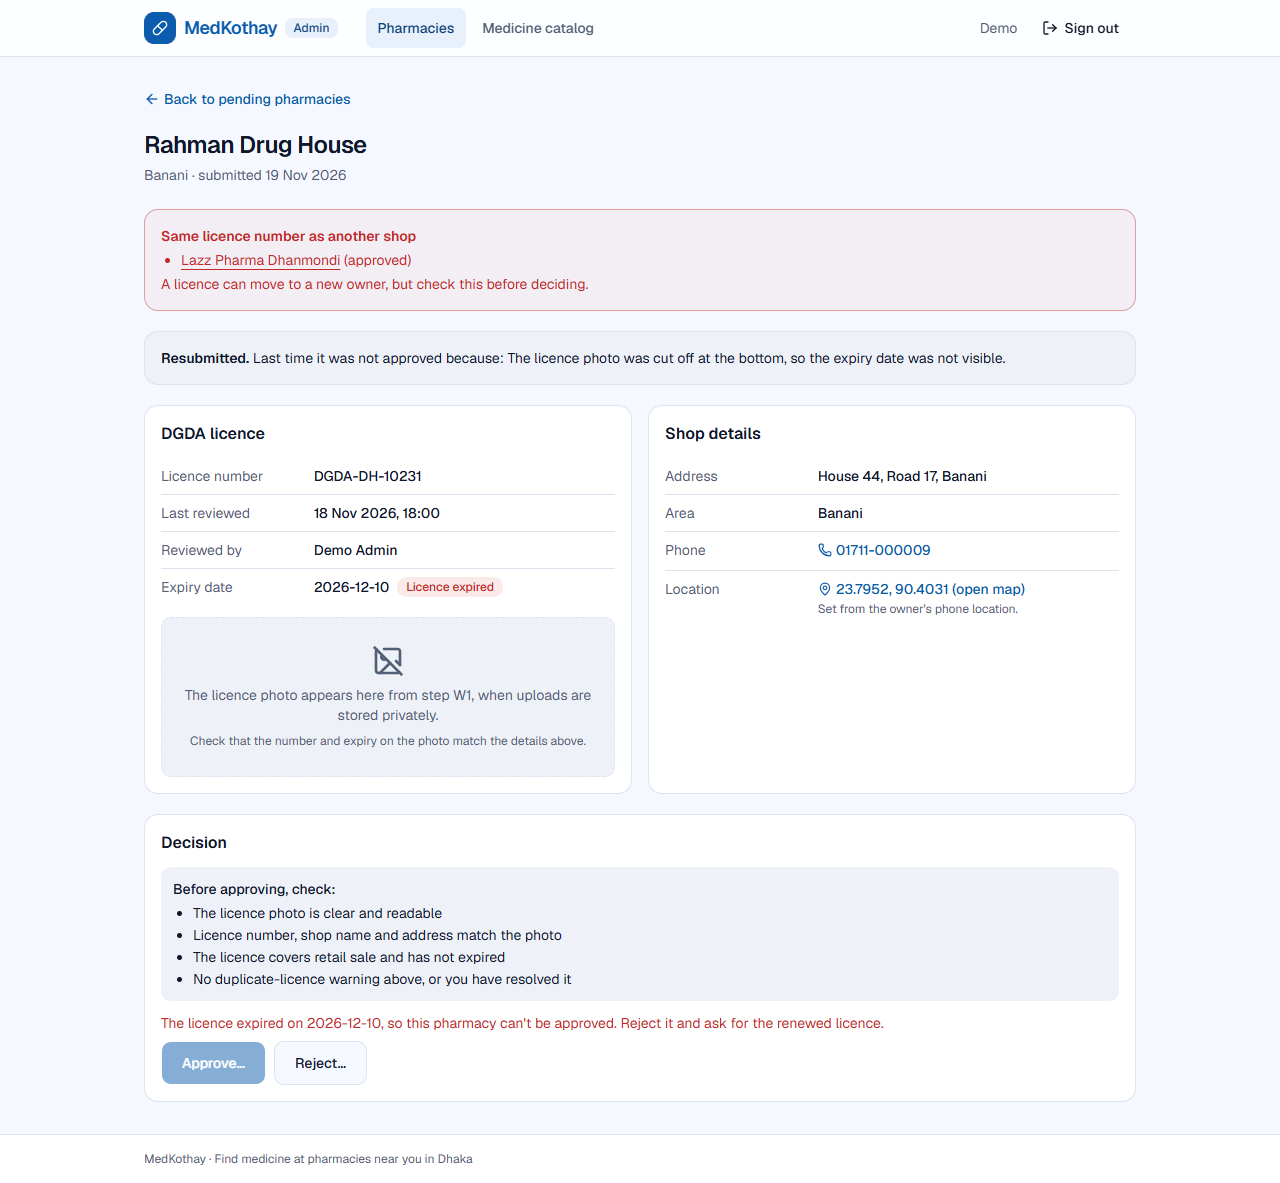 MedKothay Admin Pharmacies Medicine catalog Demo Sign out
Back to pending pharmacies
Rahman Drug House
Banani · submitted 19 Nov 2026
Same licence number as another shop
• Lazz Pharma Dhanmondi (approved)
A licence can move to a new owner, but check this before deciding.
Resubmitted. Last time it was not approved because: The licence photo was cut off at the bottom, so the expiry date was not visible.
DGDA licence
Licence number DGDA-DH-10231
Last reviewed 18 Nov 2026, 18:00
Reviewed by Demo Admin
Expiry date 2026-12-10 Licence expired
The licence photo appears here from step W1, when uploads are
stored privately.
Check that the number and expiry on the photo match the details above.
Shop details
Address House 44, Road 17, Banani
Area Banani
Phone 01711-000009
Location 23.7952, 90.4031 (open map)
Set from the owner's phone location.
Decision
Before approving, check:
• The licence photo is clear and readable
• Licence number, shop name and address match the photo
• The licence covers retail sale and has not expired
• No duplicate-licence warning above, or you have resolved it
The licence expired on 2026-12-10, so this pharmacy can't be approved. Reject it and ask for the renewed licence.
Approve... Reject...
MedKothay · Find medicine at pharmacies near you in Dhaka